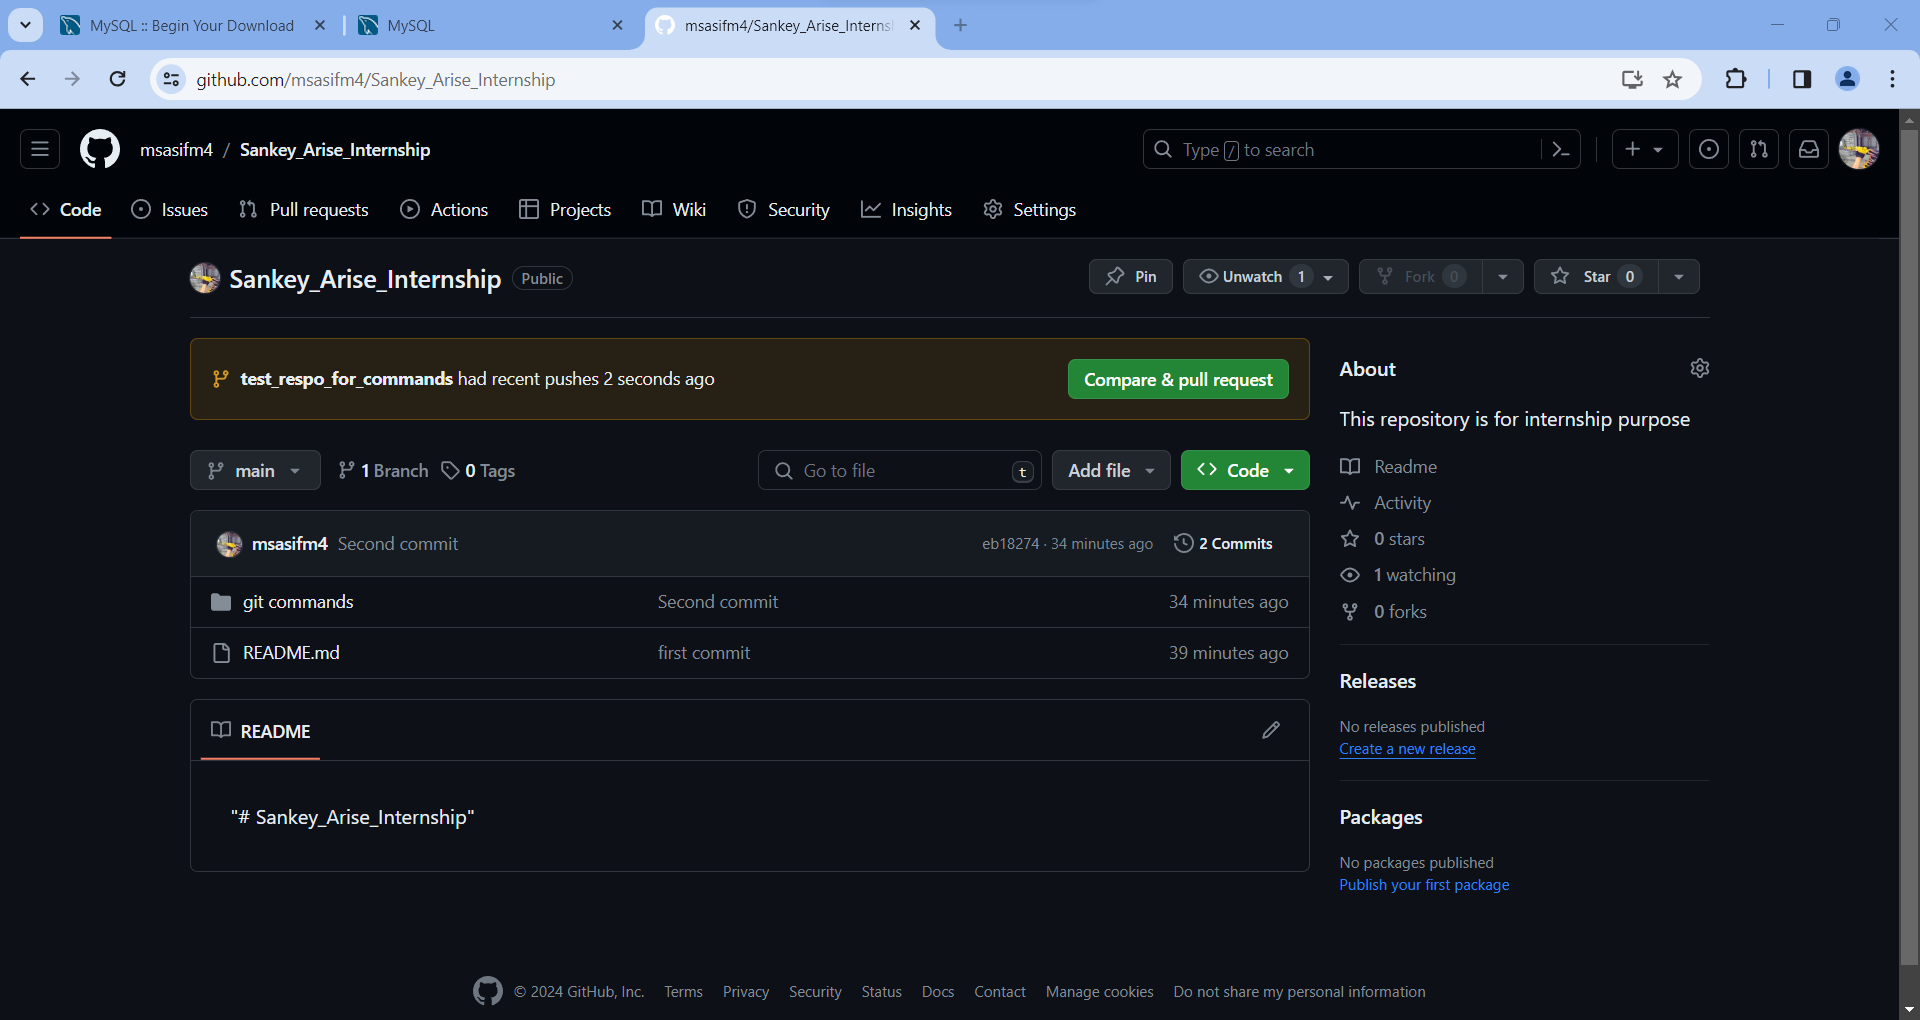 MySQL :: Begin Your Download
MySQL
msasifm4/Sankey_Arise_Interns
github.com/msasifm4/Sankey_Arise_Internship
msasifm4 / Sankey_Arise_Internship
Type / to search
Code
Issues
Pull requests
Actions
Projects
Wiki
Security
Insights
Settings
Sankey_Arise_Internship Public
Pin
Unwatch 1
Fork 0
Star 0
test_respo_for_commands had recent pushes 2 seconds ago
Compare & pull request
main
1 Branch
0 Tags
Go to file t
Add file
Code
msasifm4 Second commit
eb18274 · 34 minutes ago
2 Commits
git commands Second commit 34 minutes ago
README.md first commit 39 minutes ago
README
"# Sankey_Arise_Internship"
About
This repository is for internship purpose
Readme
Activity
0 stars
1 watching
0 forks
Releases
No releases published
Create a new release
Packages
No packages published
Publish your first package
© 2024 GitHub, Inc. Terms Privacy Security Status Docs Contact Manage cookies Do not share my personal information